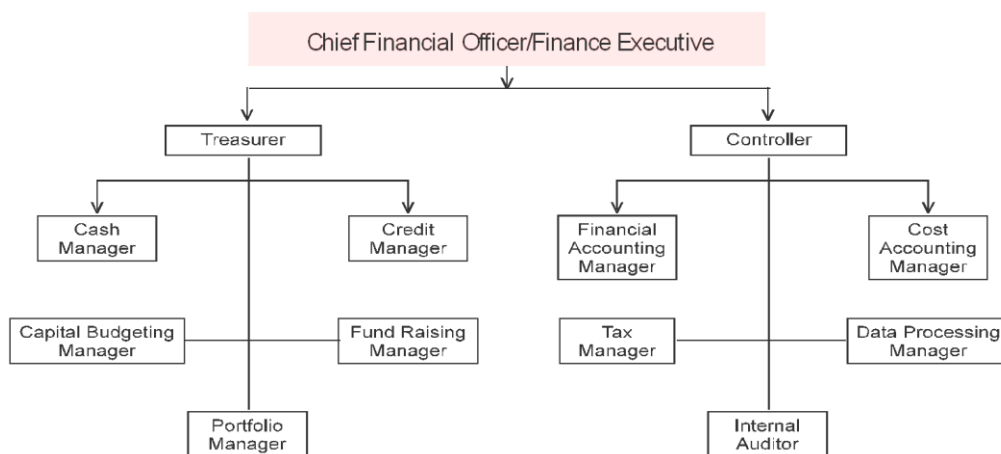 Chief Financial Officer/Finance Executive
Treasurer
Controller
Cash
Manager
Credit
Manager
Financial
Accounting
Manager
Cost
Accounting
Manager
Capital Budgeting
Manager
Fund Raising
Manager
Tax
Manager
Data Processing
Manager
Portfolio
Manager
Internal
Auditor